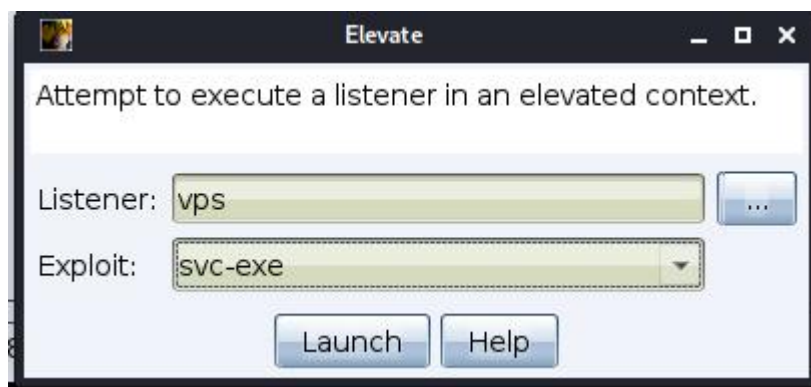 Elevate
Attempt to execute a listener in an elevated context.
Listener: vps ...
Exploit: svc-exe
Launch Help